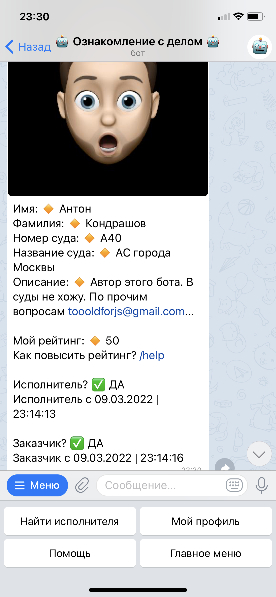 23:30
Назад
🤖 Ознакомление с делом 🤖
бот
Имя: 🔸 Антон
Фамилия: 🔸 Кондрашов
Номер суда: 🔸 А40
Название суда: 🔸 АС города
Москвы
Описание: 🔸 Автор этого бота. В
суды не хожу. По прочим
вопросам toooldforjs@gmail.com...
Мой рейтинг: 🔸 50
Как повысить рейтинг? /help
Исполнитель? ✅ ДА
Исполнитель с 09.03.2022 |
23:14:13
Заказчик? ✅ ДА
Заказчик с 09.03.2022 | 23:14:16
Меню
Сообщение...
Найти исполнителя
Мой профиль
Помощь
Главное меню